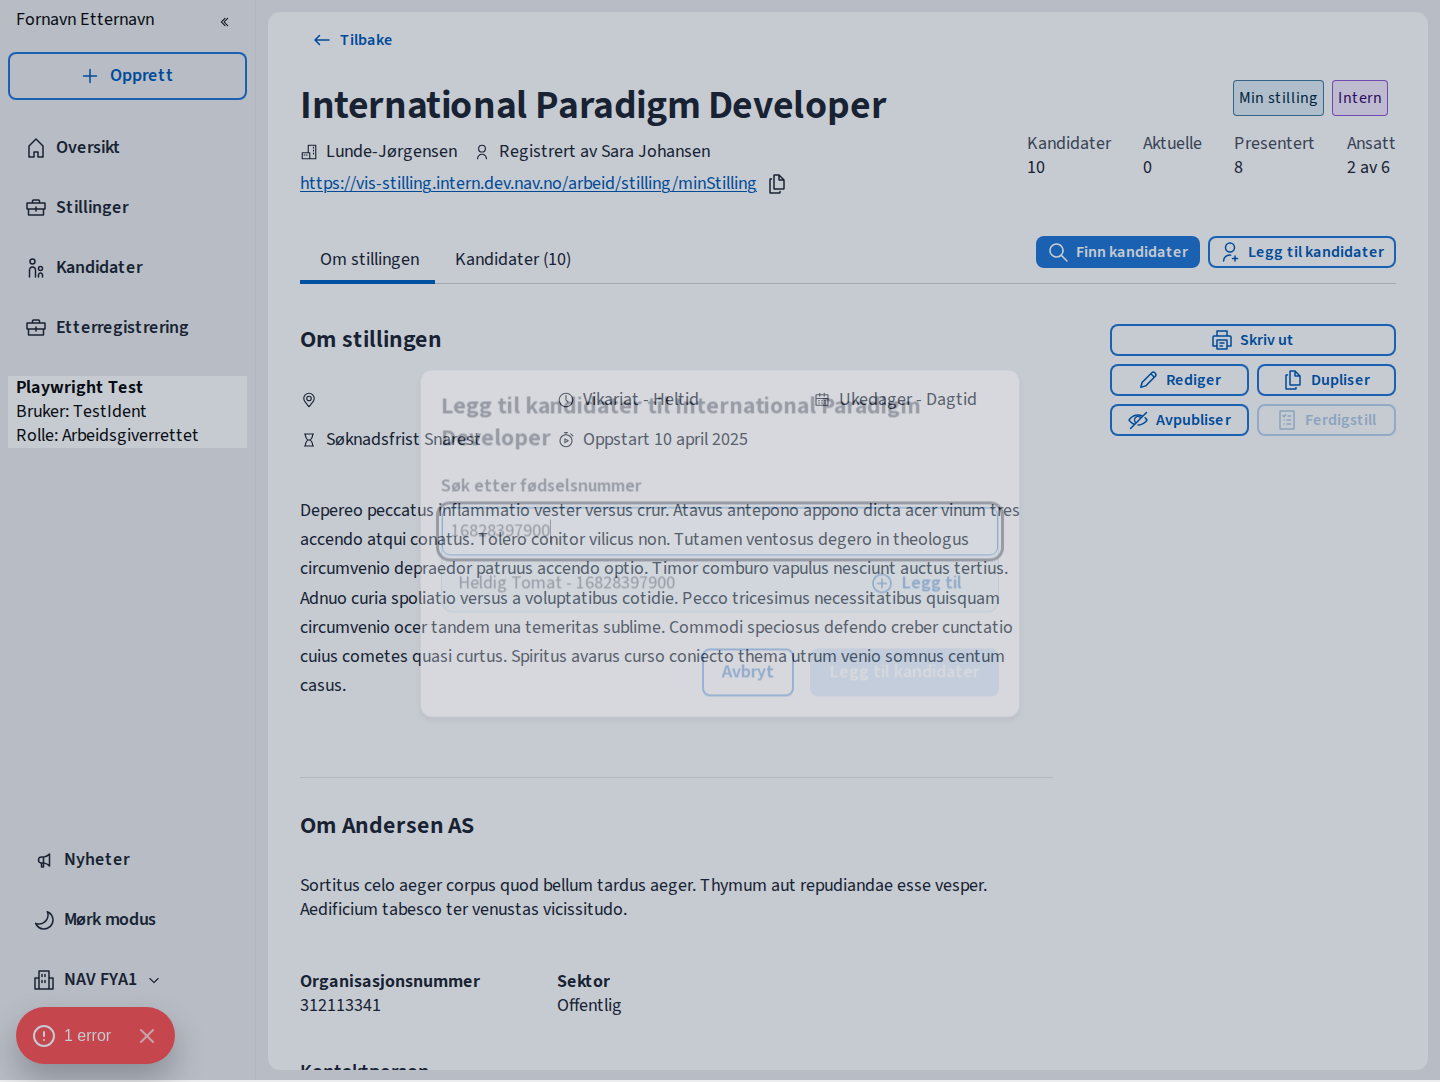 Fornavn Etternavn
Opprett
Oversikt
Stillinger
Kandidater
Etterregistrering
Playwright Test
Bruker: TestIdent
Rolle: Arbeidsgiverrettet
Nyheter
Mørk modus
NAV FYA1
1 error
Tilbake
International Paradigm Developer
Min stilling
Intern
Lunde-Jørgensen
Registrert av Sara Johansen
https://vis-stilling.intern.dev.nav.no/arbeid/stilling/minStilling
Kandidater
10
Aktuelle
0
Presentert
8
Ansatt
2 av 6
Om stillingen
Kandidater (10)
Finn kandidater
Legg til kandidater
Om stillingen
Skriv ut
Rediger
Dupliser
Avpubliser
Ferdigstill
Vikariat - Heltid
Ukedager - Dagtid
Søknadsfrist Snarest
Oppstart 10 april 2025
Depereo peccatus inflammatio vester versus crur. Atavus antepono appono dicta acer vinum tres
accendo atqui conatus. Tolero conitor vilicus non. Tutamen ventosus degero in theologus
circumvenio depraedor patruus accendo optio. Timor comburo vapulus nesciunt auctus tertius.
Adnuo curia spoliatio versus a voluptatibus cotidie. Pecco tricesimus necessitatibus quisquam
circumvenio ocer tandem una temeritas sublime. Commodi speciosus defendo creber cunctatio
cuius cometes quasi curtus. Spiritus avarus curso coniecto thema utrum venio somnus centum
casus.
Legg til kandidater til International Paradigm
Developer
Søk etter fødselsnummer
16828397900
Heldig Tomat - 16828397900
Legg til
Avbryt
Legg til kandidater
Om Andersen AS
Sortitus celo aeger corpus quod bellum tardus aeger. Thymum aut repudiandae esse vesper.
Aedificium tabesco ter venustas vicissitudo.
Organisasjonsnummer
312113341
Sektor
Offentlig
Kontaktperson